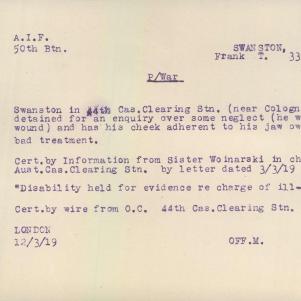 A.I.F.
50th Btn.
SWANSTON,
Frank T. 33
P/War
Swanston in 44th Cas.Clearing Stn. (near Cologn
detained for an enquiry over some neglect (he w
wound) and has his cheek adherent to his jaw ow
bad treatment.
Cert.by Information from Sister Woinarski in ch
Aust.Cas.Clearing Stn. by letter dated 3/3/19
"Disability held for evidence re charge of ill-
Cert.by wire from O.C. 44th Cas.Clearing Stn.
LONDON
12/3/19 OFF.M.